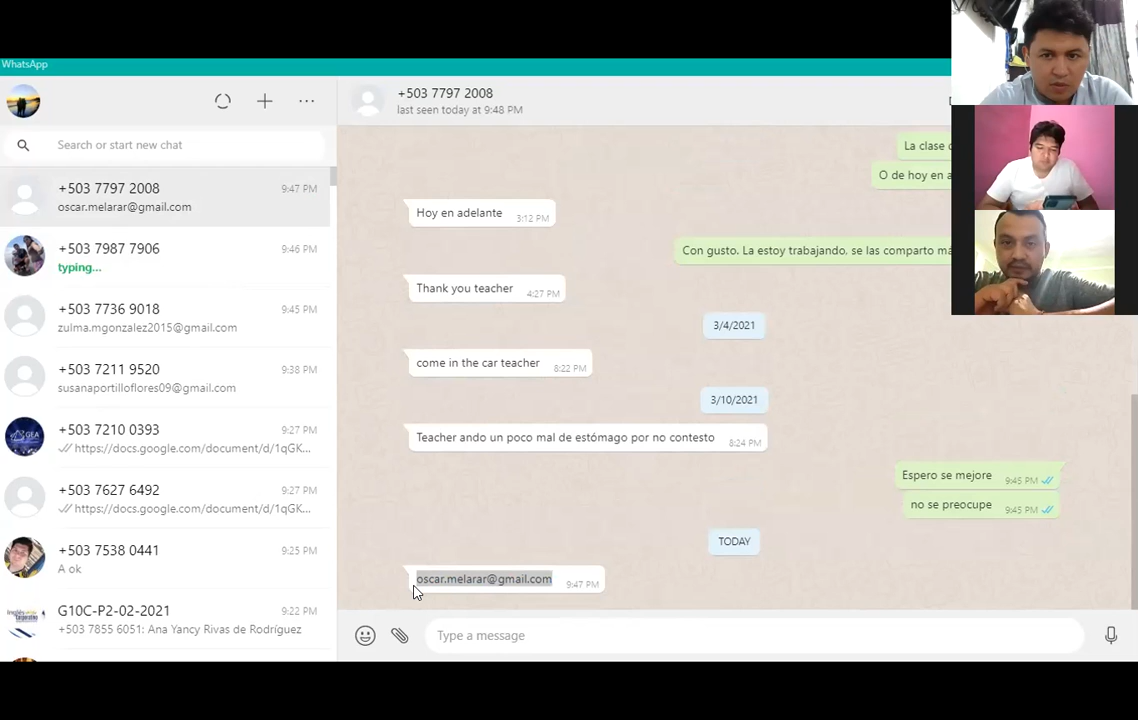 WhatsApp
Search or start new chat
+503 7797 2008
9:47 PM
oscar.melarar@gmail.com
+503 7987 7906
9:46 PM
typing...
+503 7736 9018
9:45 PM
zulma.mgonzalez2015@gmail.com
+503 7211 9520
9:38 PM
susanaportilloflores09@gmail.com
+503 7210 0393
9:27 PM
https://docs.google.com/document/d/1qGK...
+503 7627 6492
9:27 PM
https://docs.google.com/document/d/1qGK...
+503 7538 0441
9:25 PM
A ok
G10C-P2-02-2021
9:22 PM
+503 7855 6051: Ana Yancy Rivas de Rodríguez
+503 7797 2008
last seen today at 9:48 PM
La clase
O de hoy en
Hoy en adelante 3:12 PM
Con gusto. La estoy trabajando, se las comparto
Thank you teacher 4:27 PM
3/4/2021
come in the car teacher 8:22 PM
3/10/2021
Teacher ando un poco mal de estómago por no contesto 8:24 PM
Espero se mejore 9:45 PM
no se preocupe 9:45 PM
TODAY
oscar.melarar@gmail.com 9:47 PM
Type a message